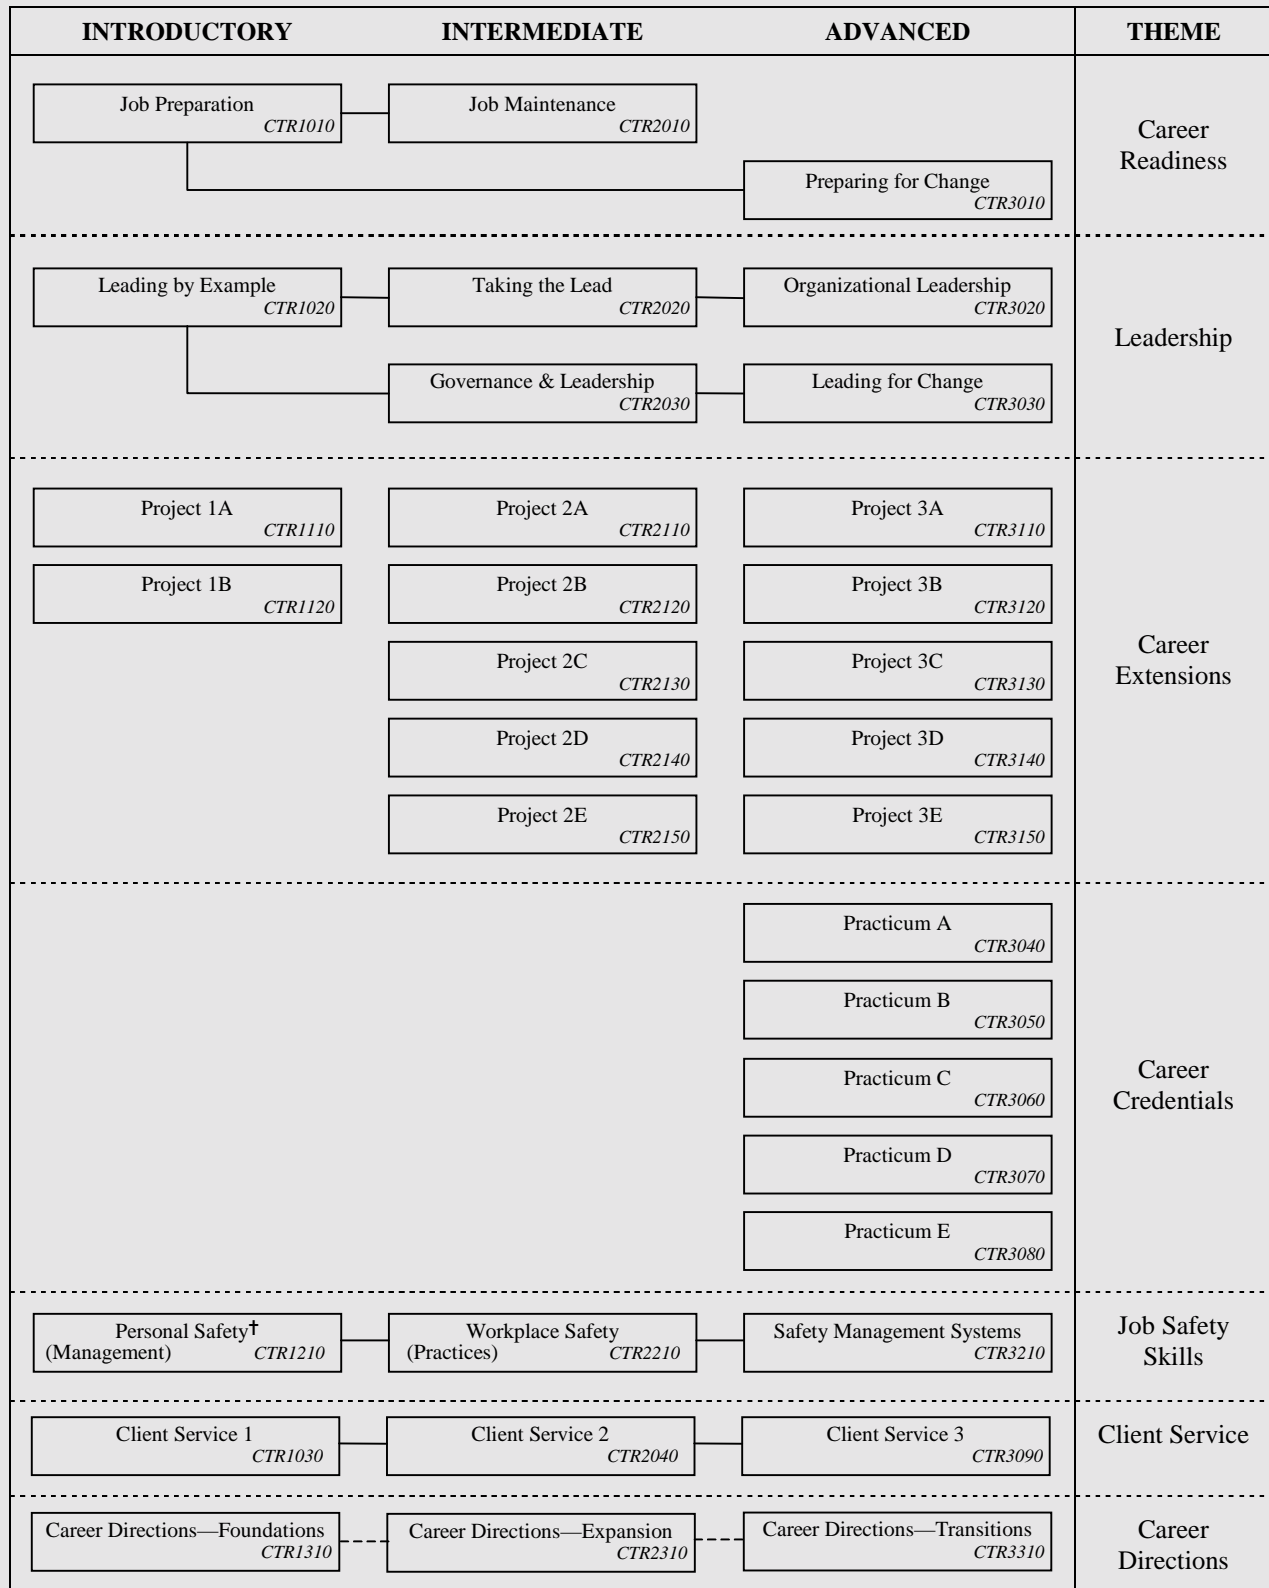 INTRODUCTORY INTERMEDIATE ADVANCED THEME
Job Preparation
CTR1010
Job Maintenance
CTR2010
Preparing for Change
CTR3010
Career
Readiness
Leading by Example
CTR1020
Taking the Lead
CTR2020
Organizational Leadership
CTR3020
Governance & Leadership
CTR2030
Leading for Change
CTR3030
Leadership
Project 1A
CTR1110
Project 2A
CTR2110
Project 3A
CTR3110
Project 1B
CTR1120
Project 2B
CTR2120
Project 3B
CTR3120
Project 2C
CTR2130
Project 3C
CTR3130
Project 2D
CTR2140
Project 3D
CTR3140
Project 2E
CTR2150
Project 3E
CTR3150
Career
Extensions
Practicum A
CTR3040
Practicum B
CTR3050
Practicum C
CTR3060
Practicum D
CTR3070
Practicum E
CTR3080
Career
Credentials
Personal Safety†
(Management) CTR1210
Workplace Safety
(Practices) CTR2210
Safety Management Systems
CTR3210
Job Safety
Skills
Client Service 1
CTR1030
Client Service 2
CTR2040
Client Service 3
CTR3090
Client Service
Career Directions—Foundations
CTR1310
Career Directions—Expansion
CTR2310
Career Directions—Transitions
CTR3310
Career
Directions